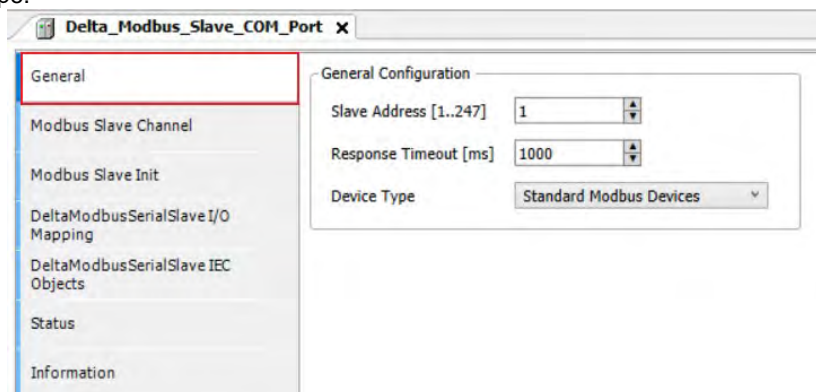 Delta_Modbus_Slave_COM_Port x
General
Modbus Slave Channel
Modbus Slave Init
DeltaModbusSerialSlave I/O
Mapping
DeltaModbusSerialSlave IEC
Objects
Status
Information
General Configuration
Slave Address [1..247] 1
Response Timeout [ms] 1000
Device Type Standard Modbus Devices